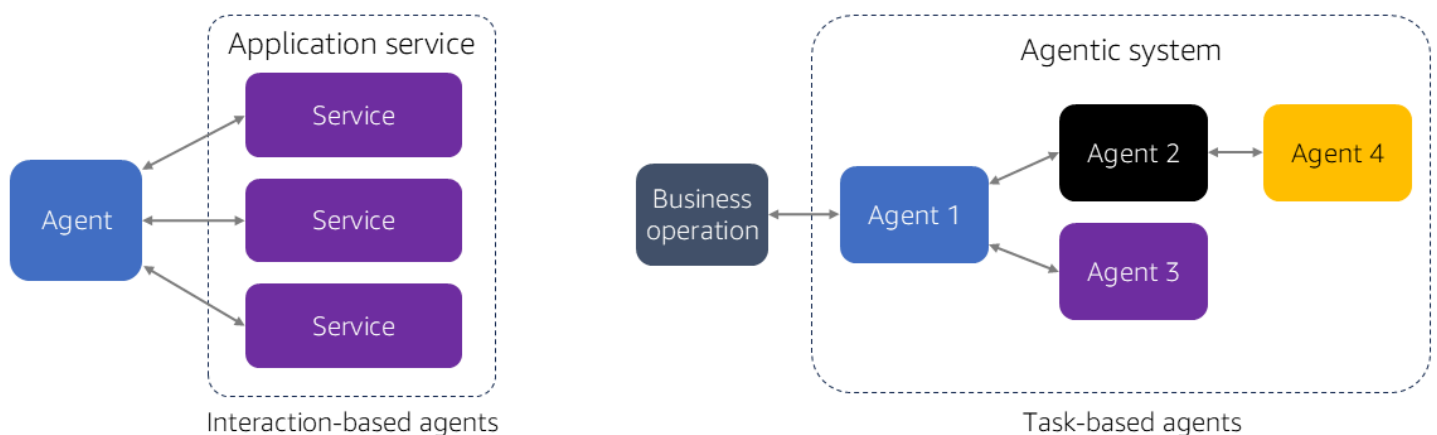 Application service
Service
Agent
Service
Service
Interaction-based agents
Agentic system
Business
operation
Agent 1
Agent 2
Agent 4
Agent 3
Task-based agents